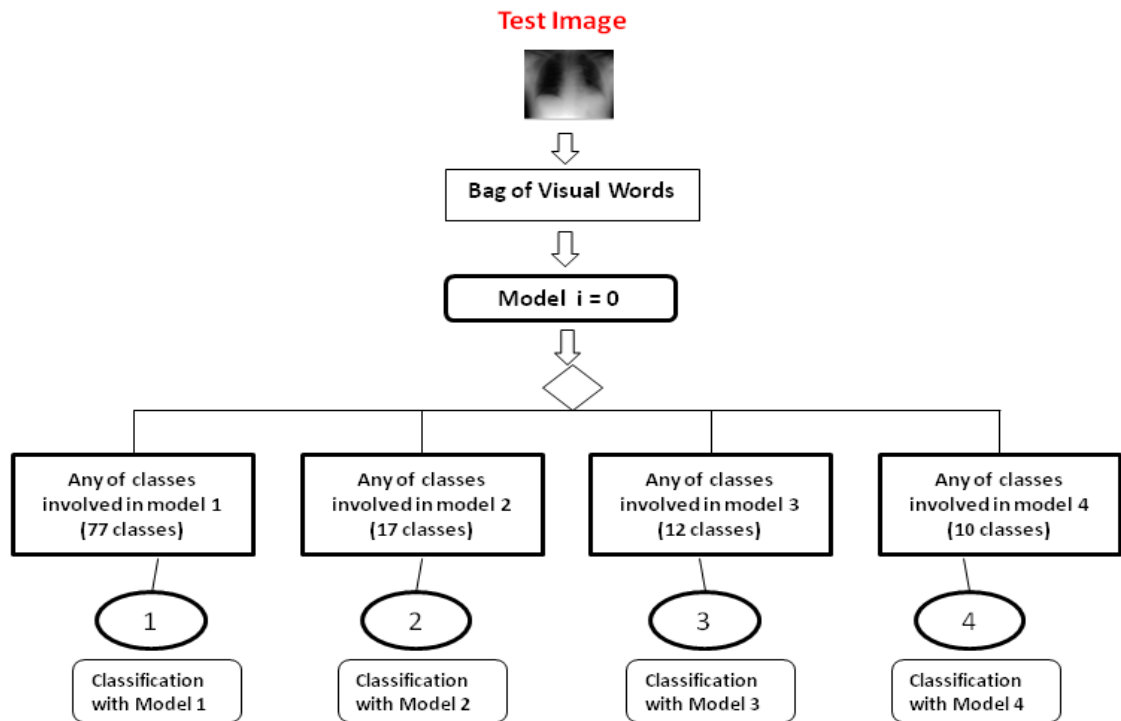 Test Image
Bag of Visual Words
Model i = 0
Any of classes
involved in model 1
(77 classes)
Any of classes
involved in model 2
(17 classes)
Any of classes
involved in model 3
(12 classes)
Any of classes
involved in model 4
(10 classes)
1
2
3
4
Classification
with Model 1
Classification
with Model 2
Classification
with Model 3
Classification
with Model 4